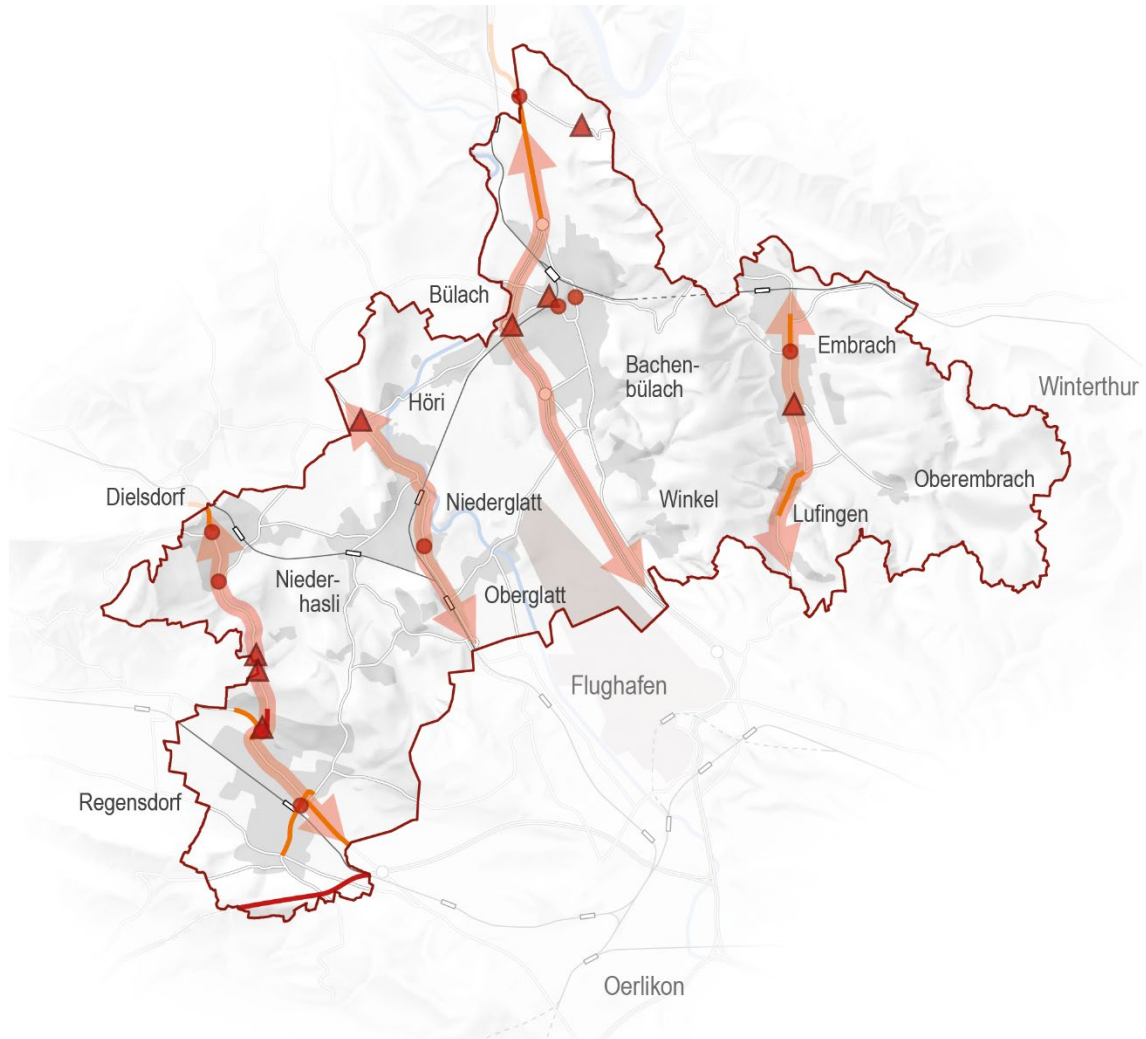 Bülach
Embrach
Bachen-
bülach
Winterthur
Höri
Oberembrach
Dielsdorf
Niederglatt
Winkel
Lufingen
Nieder-
hasli
Oberglatt
Flughafen
Regensdorf
Oerlikon